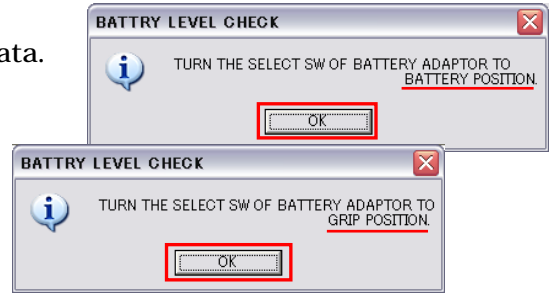 ata.
BATTRY LEVEL CHECK
TURN THE SELECT SW OF BATTERY ADAPTOR TO
BATTERY POSITION.
OK
BATTRY LEVEL CHECK
TURN THE SELECT SW OF BATTERY ADAPTOR TO
GRIP POSITION.
OK